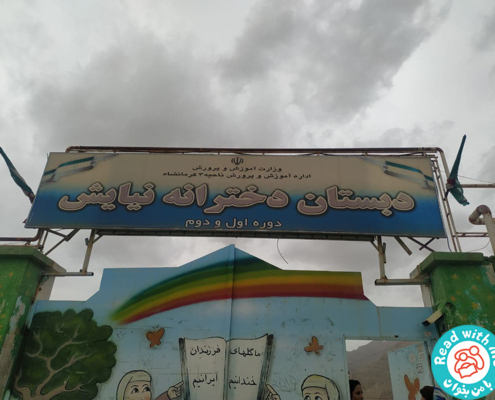 وزارت آموزش و پرورش
اداره آموزش و پرورش ناحیه ۳ کرمانشاه
دبستان دخترانه نیایش
دوره اول و دوم
ما گلهای
خندانیم
فرزندان
ایرانیم
Read with me
با من بخوان